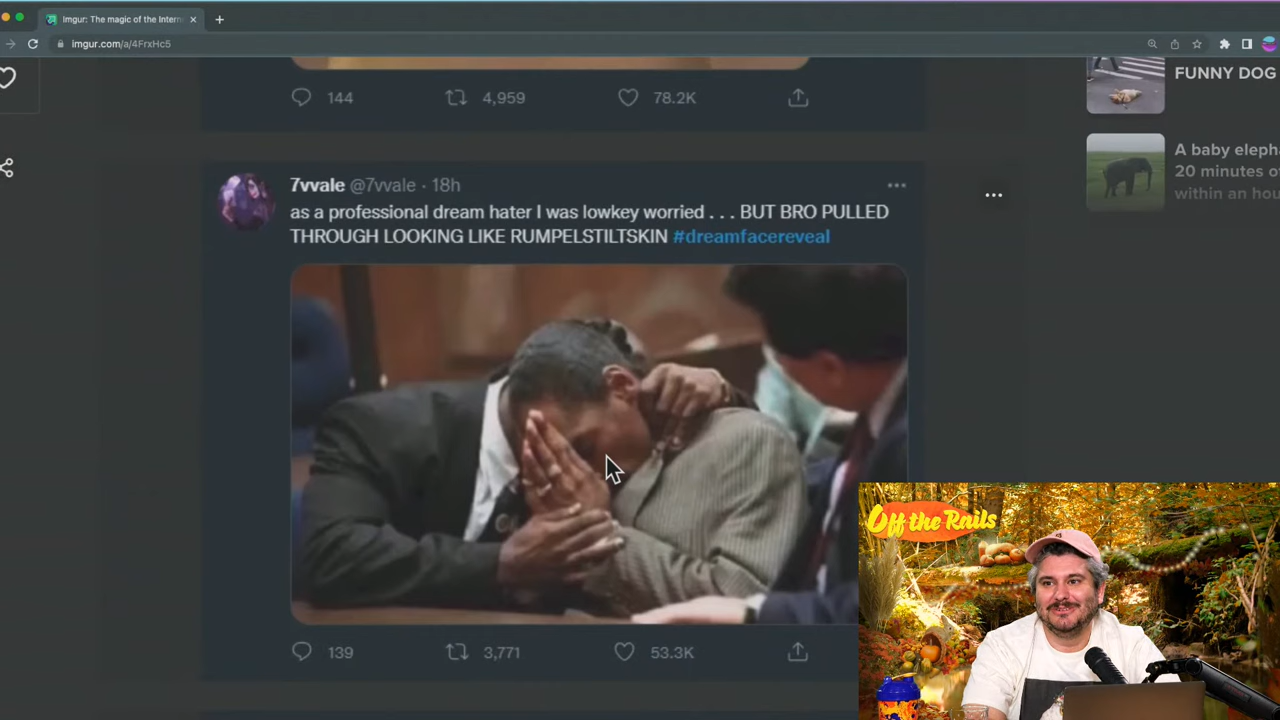 Imgur: The magic of the Intern
imgur.com/a/4FrxHc5
FUNNY DOG
144 4,959 78.2K
A baby eleph
20 minutes o
within an hou
7vvale @7vvale · 18h
as a professional dream hater I was lowkey worried . . . BUT BRO PULLED
THROUGH LOOKING LIKE RUMPELSTILTSKIN #dreamfacereveal
Off the Rails
139 3,771 53.3K